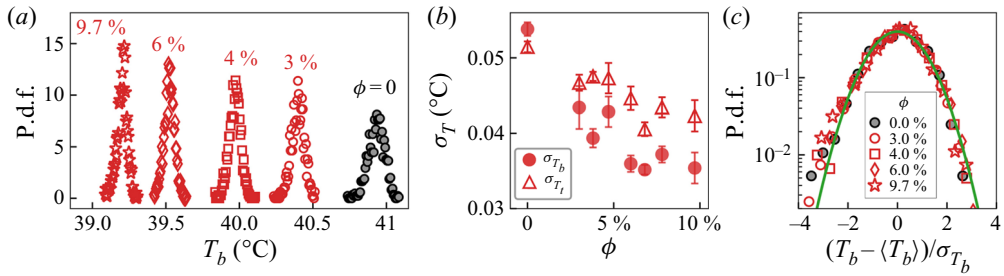 (a)
P.d.f.
15
10
5
0
9.7 %
6 %
4 %
3 %
ϕ = 0
39.0
39.5
40.0
40.5
41
T_b (°C)
(b)
σ_T (°C)
0.05
0.04
0.03
σ_{T_b}
σ_{T_t}
0
5 %
10 %
ϕ
(c)
P.d.f.
10^{−1}
10^{−2}
ϕ
0.0 %
3.0 %
4.0 %
6.0 %
9.7 %
−4
−2
0
2
4
(T_b – ⟨T_b⟩)/σ_{T_b}